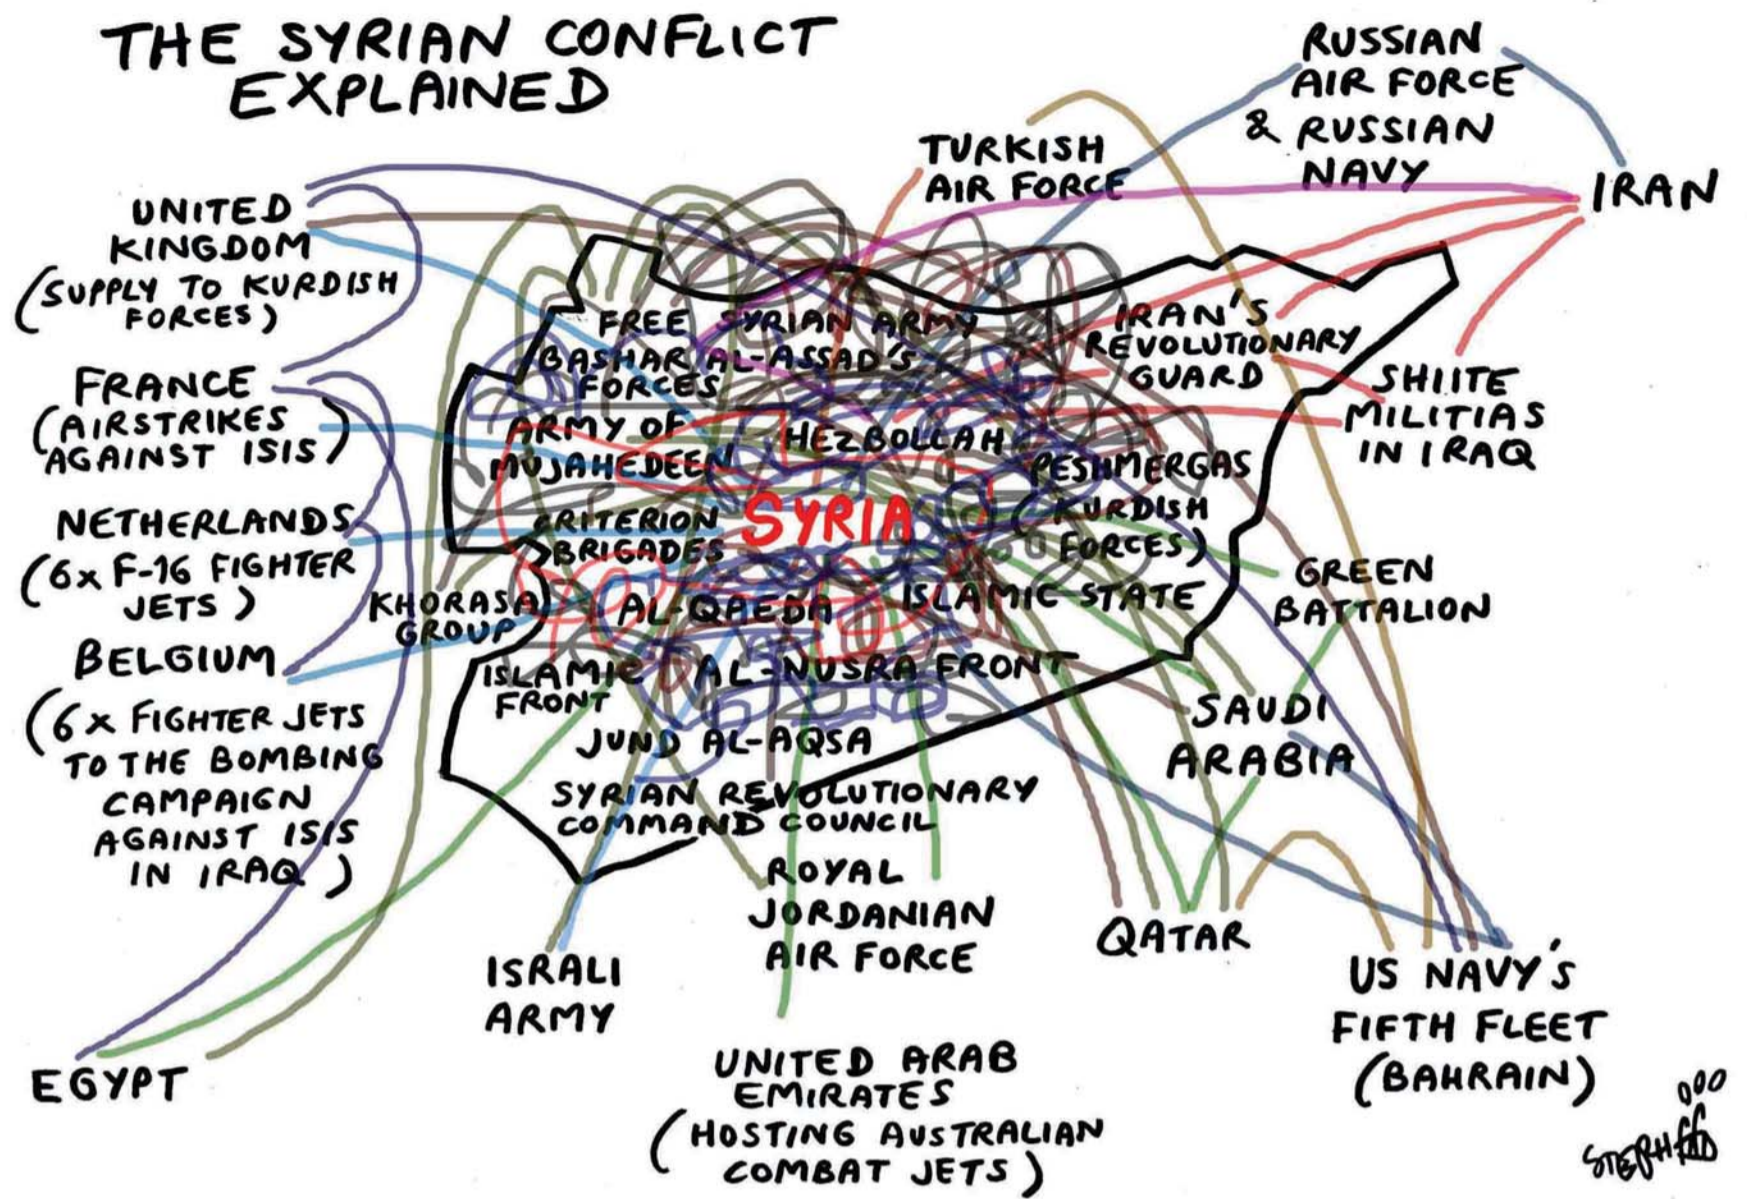 THE SYRIAN CONFLICT
EXPLAINED
RUSSIAN
AIR FORCE
& RUSSIAN
NAVY
TURKISH
AIR FORCE
IRAN
UNITED
KINGDOM
(SUPPLY TO KURDISH
FORCES)
FREE SYRIAN ARMY
BASHAR AL-ASSAD'S
FORCES
IRAN'S
REVOLUTIONARY
GUARD
FRANCE
(AIRSTRIKES
AGAINST ISIS)
SHIITE
MILITIAS
IN IRAQ
ARMY OF
MUJAHEDEEN
HEZBOLLAH
PESHMERGAS
(KURDISH
FORCES)
SYRIA
NETHERLANDS
(6x F-16 FIGHTER
JETS)
CRITERION
BRIGADES
KHORASA
GROUP
AL-QAEDA
ISLAMIC STATE
GREEN
BATTALION
BELGIUM
(6x FIGHTER JETS
TO THE BOMBING
CAMPAIGN
AGAINST ISIS
IN IRAQ)
ISLAMIC
FRONT
AL-NUSRA FRONT
JUND AL-AQSA
SYRIAN REVOLUTIONARY
COMMAND COUNCIL
SAUDI
ARABIA
ROYAL
JORDANIAN
AIR FORCE
QATAR
ISRALI
ARMY
US NAVY'S
FIFTH FLEET
(BAHRAIN)
EGYPT
UNITED ARAB
EMIRATES
(HOSTING AUSTRALIAN
COMBAT JETS)